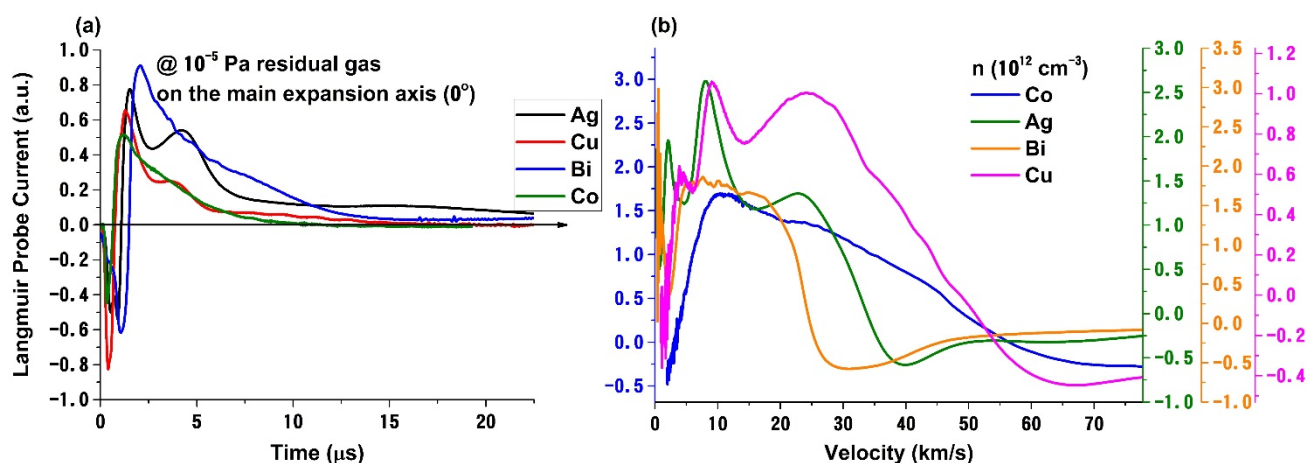 (a)
Langmuir Probe Current (a.u.)
1.0
0.8
0.6
0.4
0.2
0.0
-0.2
-0.4
-0.6
-0.8
-1.0
@ 10⁻⁵ Pa residual gas
on the main expansion axis (0°)
Ag
Cu
Bi
Co
0 5 10 15 20
Time (μs)
(b)
3.0
2.5
2.0
1.5
1.0
0.5
0.0
-0.5
n (10¹² cm⁻³)
Co
Ag
Bi
Cu
0 10 20 30 40 50 60 70
Velocity (km/s)
3.0
2.5
2.0
1.5
1.0
0.5
0.0
-0.5
-1.0
3.5
3.0
2.5
2.0
1.5
1.0
0.5
0.0
-0.5
-1.0
1.2
1.0
0.8
0.6
0.4
0.2
0.0
-0.2
-0.4